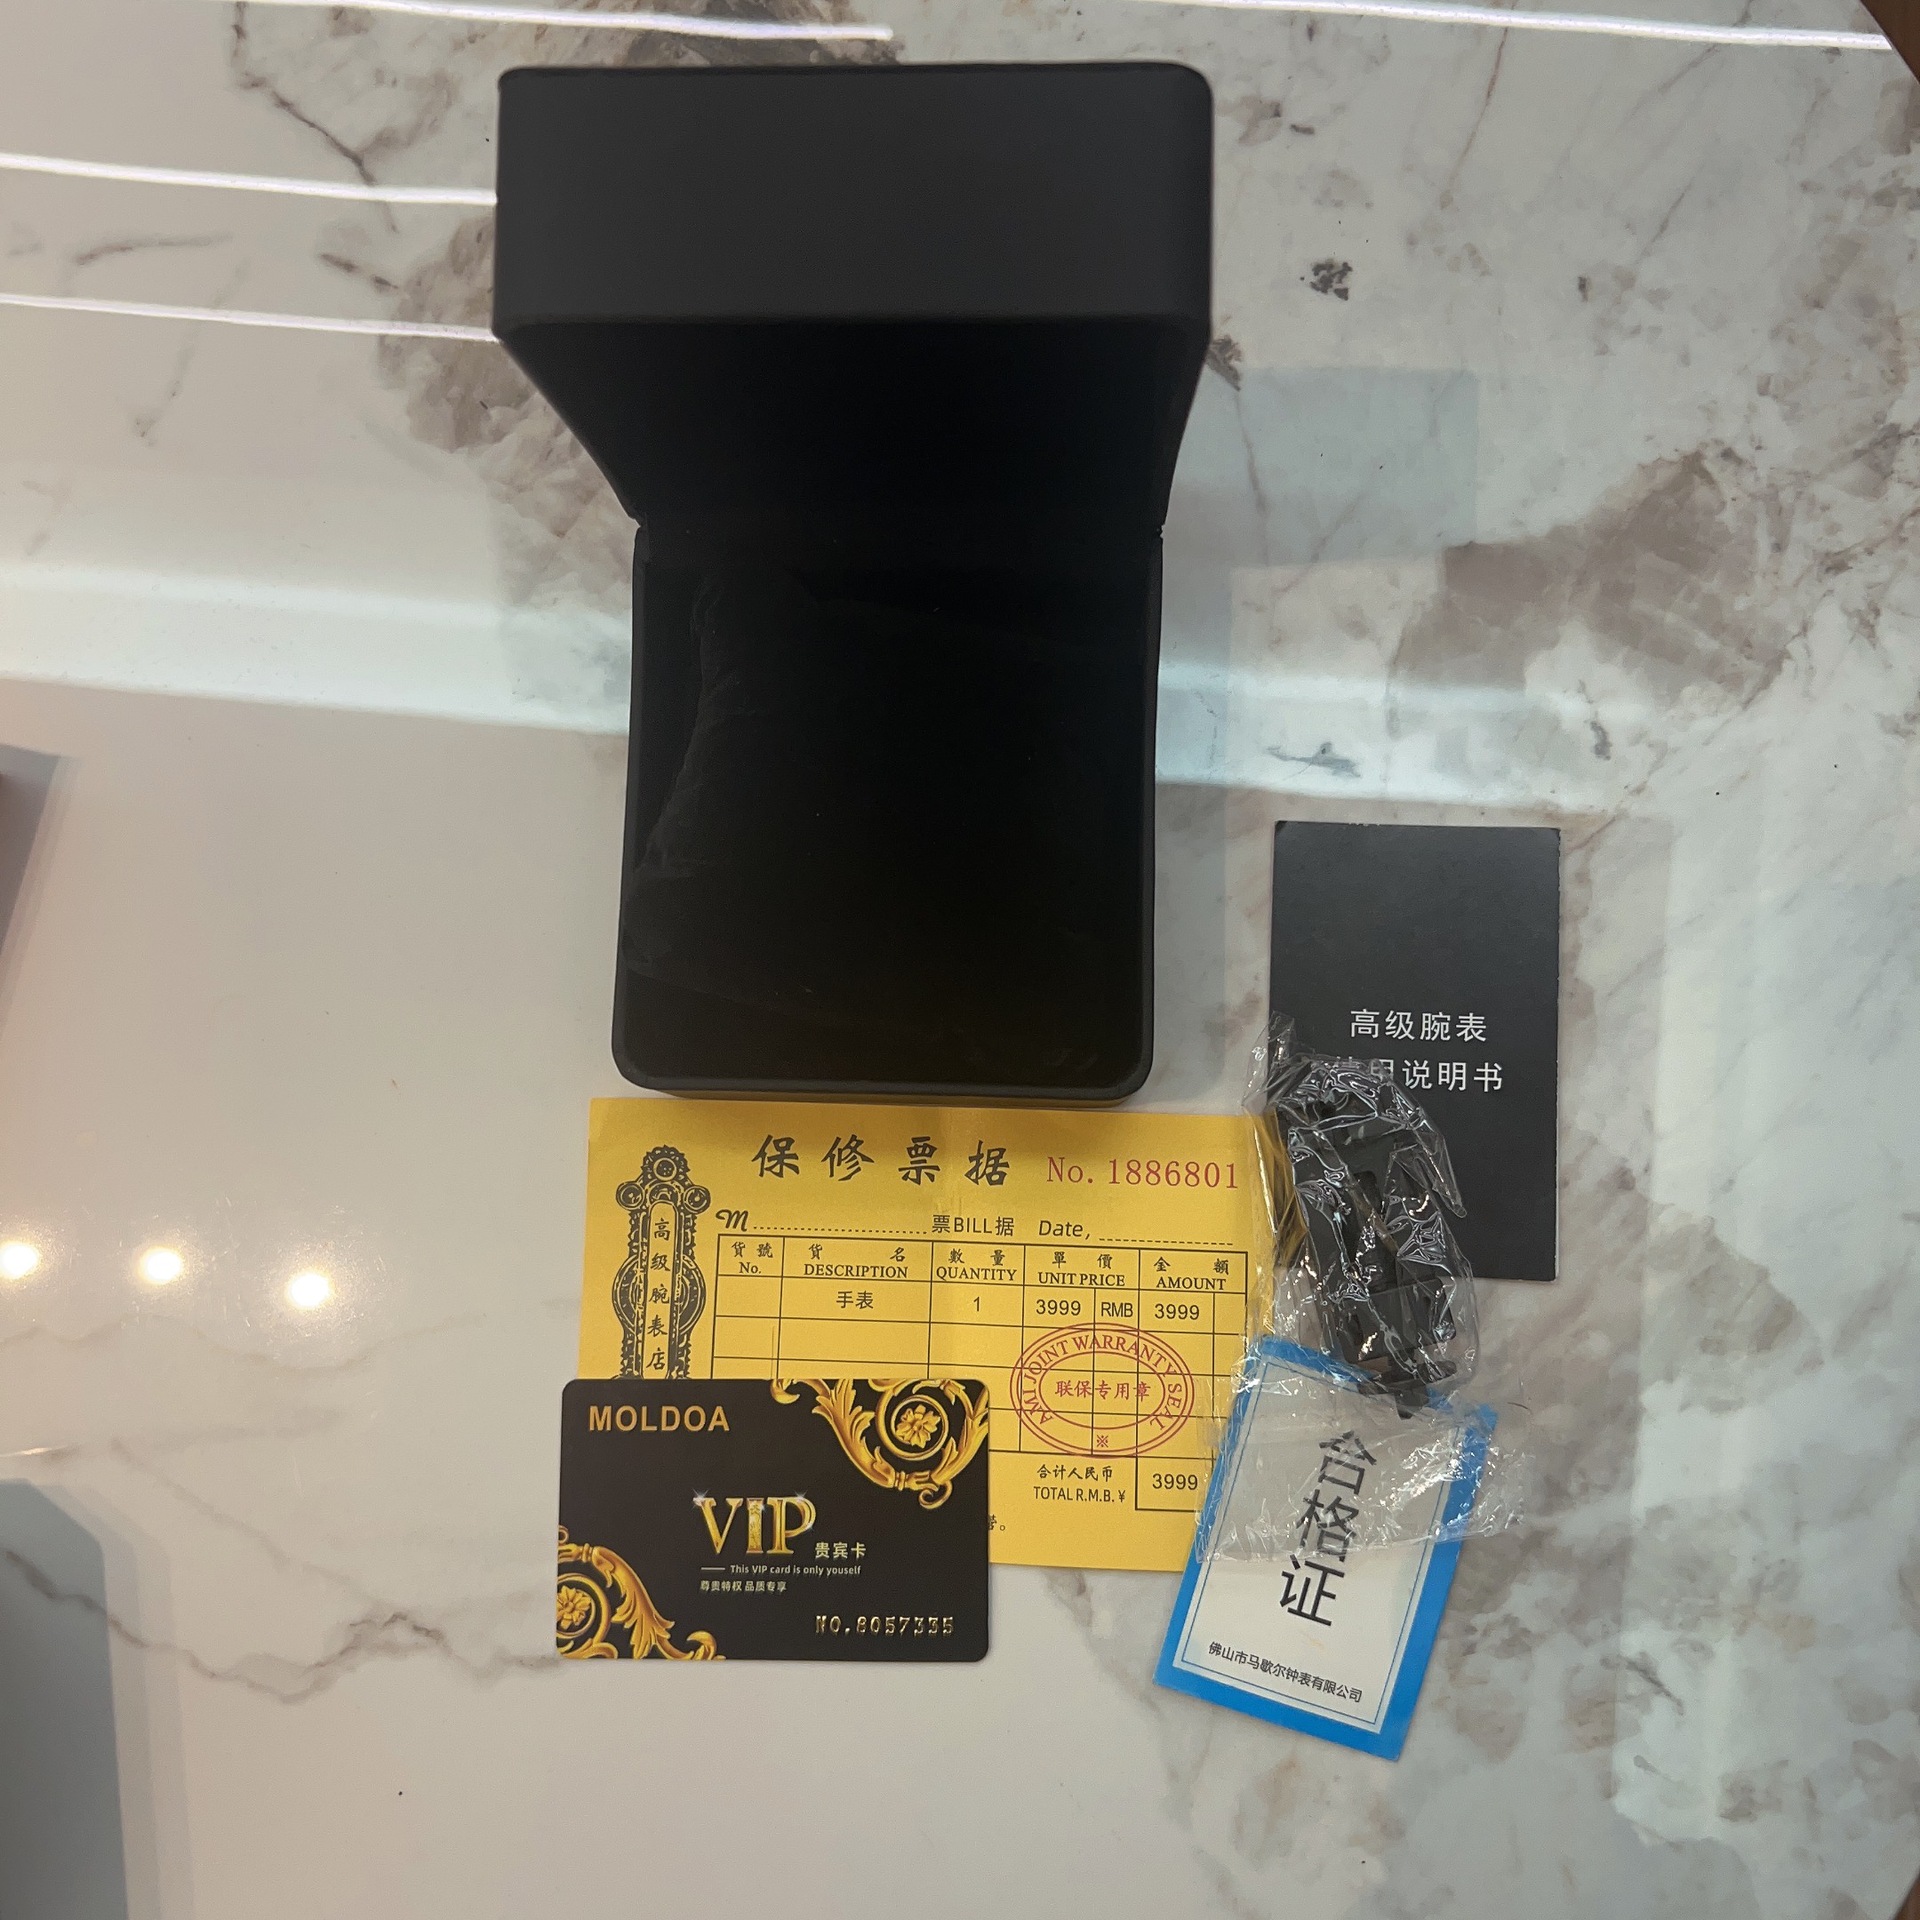 高级腕表
使用说明书
保修票据 No. 1886801
M 票BILL据 Date,
高级腕表店
貨號 貨名 數量 單價 金額
No. DESCRIPTION QUANTITY UNIT PRICE AMOUNT
手表 1 3999 RMB 3999
AMJ JOINT WARRANTY SEAL
联保专用章
※
合计人民币
TOTAL R.M.B.¥ 3999
MOLDOA
VIP 贵宾卡
This VIP card is only youself
尊贵特权 品质专享
NO.8057335
合格证
佛山市马歇尔钟表有限公司